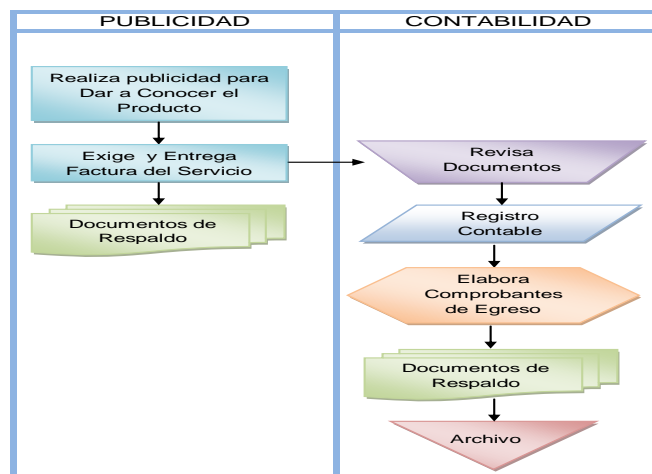 PUBLICIDAD
CONTABILIDAD
Realiza publicidad para
Dar a Conocer el
Producto
Exige y Entrega
Factura del Servicio
Documentos de
Respaldo
Revisa
Documentos
Registro
Contable
Elabora
Comprobantes
de Egreso
Documentos de
Respaldo
Archivo